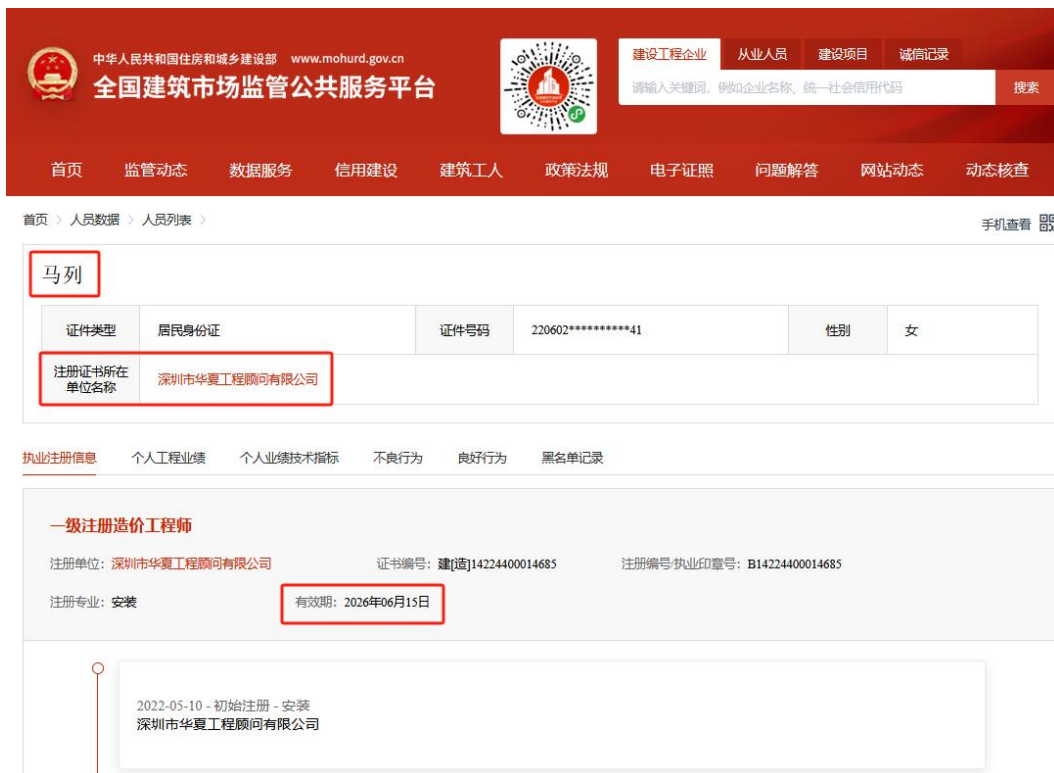 中华人民共和国住房和城乡建设部 www.mohurd.gov.cn
全国建筑市场监管公共服务平台
建设工程企业 从业人员 建设项目 诚信记录
请输入关键词，例如企业名称、统一社会信用代码 搜索
首页 监管动态 数据服务 信用建设 建筑工人 政策法规 电子证照 问题解答 网站动态 动态核查
首页 > 人员数据 > 人员列表 >
手机查看
马列
证件类型 居民身份证 证件号码 220602**********41 性别 女
注册证书所在
单位名称
深圳市华夏工程顾问有限公司
执业注册信息 个人工程业绩 个人业绩技术指标 不良行为 良好行为 黑名单记录
一级注册造价工程师
注册单位：深圳市华夏工程顾问有限公司 证书编号：建[造]14224400014685 注册编号/执业印章号：B14224400014685
注册专业：安装 有效期：2026年06月15日
2022-05-10 - 初始注册 - 安装
深圳市华夏工程顾问有限公司